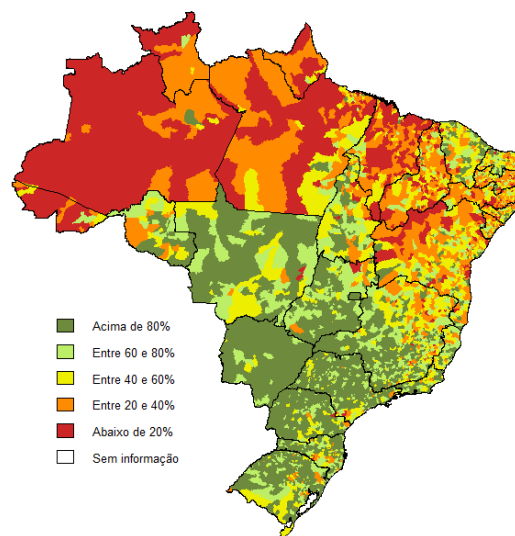 Acima de 80%
Entre 60 e 80%
Entre 40 e 60%
Entre 20 e 40%
Abaixo de 20%
Sem informação